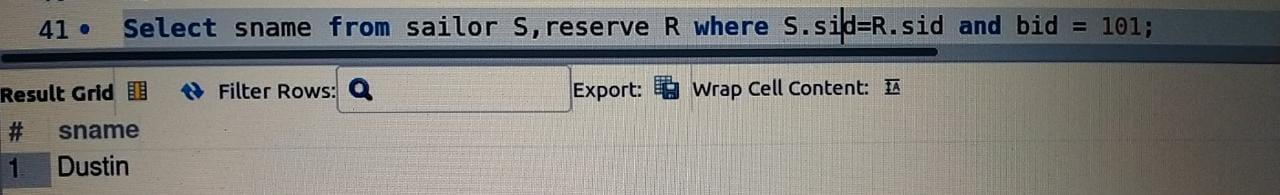 41 Select sname from sailor S,reserve R where S.sid=R.sid and bid = 101;
Result Grid Filter Rows: Export: Wrap Cell Content: IA
# sname
1 Dustin